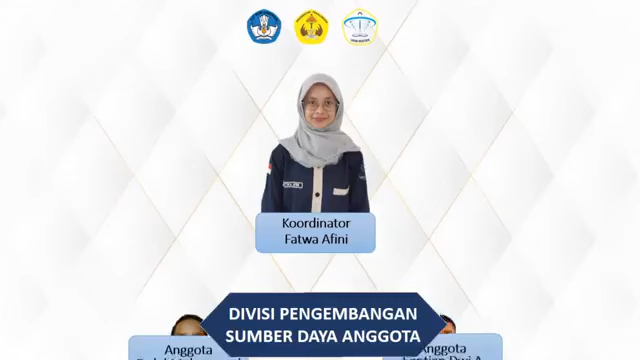 Koordinator
Fatwa Afini
DIVISI PENGEMBANGAN
SUMBER DAYA ANGGOTA
Anggota
Anggota